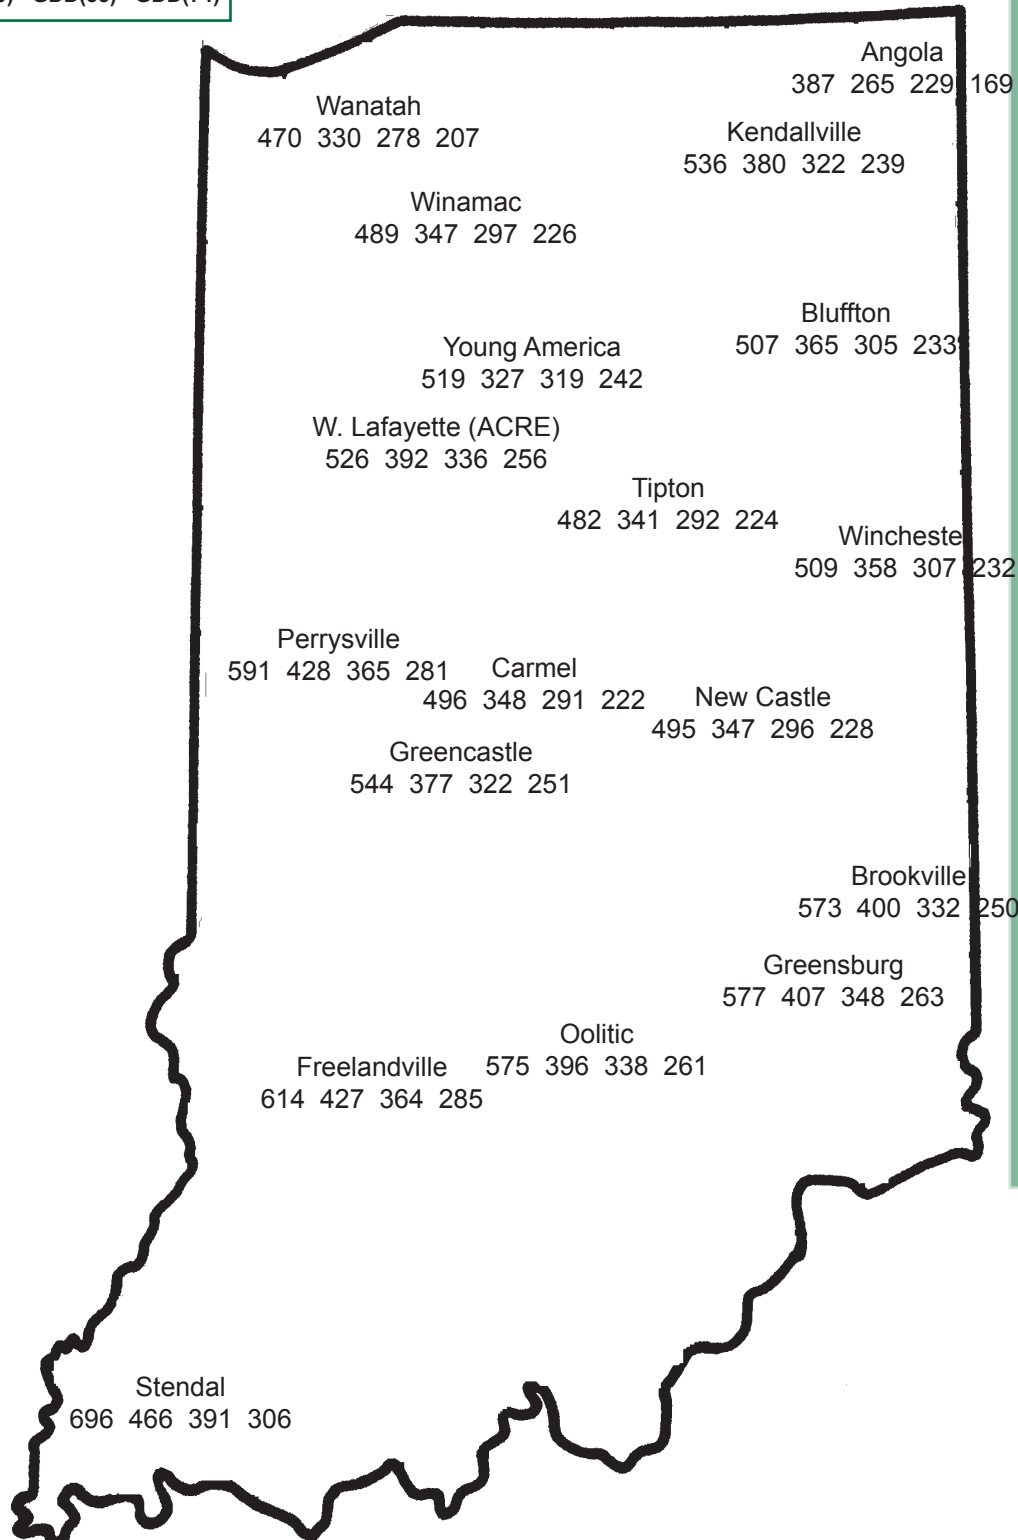 Angola
387 265 229 169
Wanatah
470 330 278 207
Kendallville
536 380 322 239
Winamac
489 347 297 226
Bluffton
507 365 305 233
Young America
519 327 319 242
W. Lafayette (ACRE)
526 392 336 256
Tipton
482 341 292 224
Wincheste
509 358 307 232
Perrysville
591 428 365 281
Carmel
496 348 291 222
New Castle
495 347 296 228
Greencastle
544 377 322 251
Brookville
573 400 332 250
Greensburg
577 407 348 263
Oolitic
575 396 338 261
Freelandville
614 427 364 285
Stendal
696 466 391 306